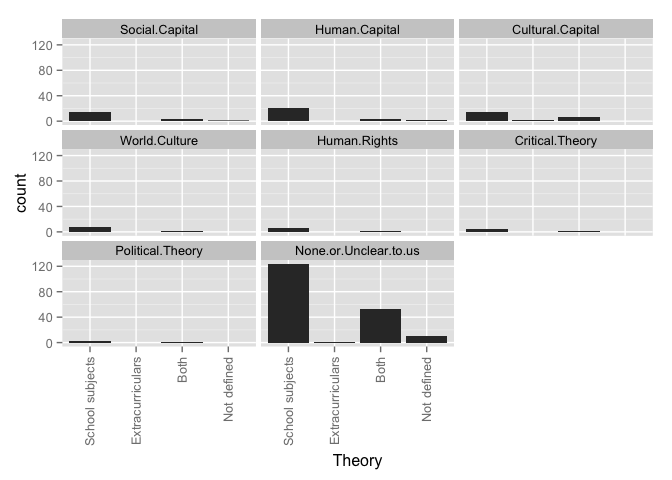 Social.Capital Human.Capital Cultural.Capital
120
80
40
0
World.Culture Human.Rights Critical.Theory
120
80
40
0
Political.Theory None.or.Unclear.to.us
120
80
40
0
count
School subjects Extracurriculars Both Not defined School subjects Extracurriculars Both Not defined
Theory